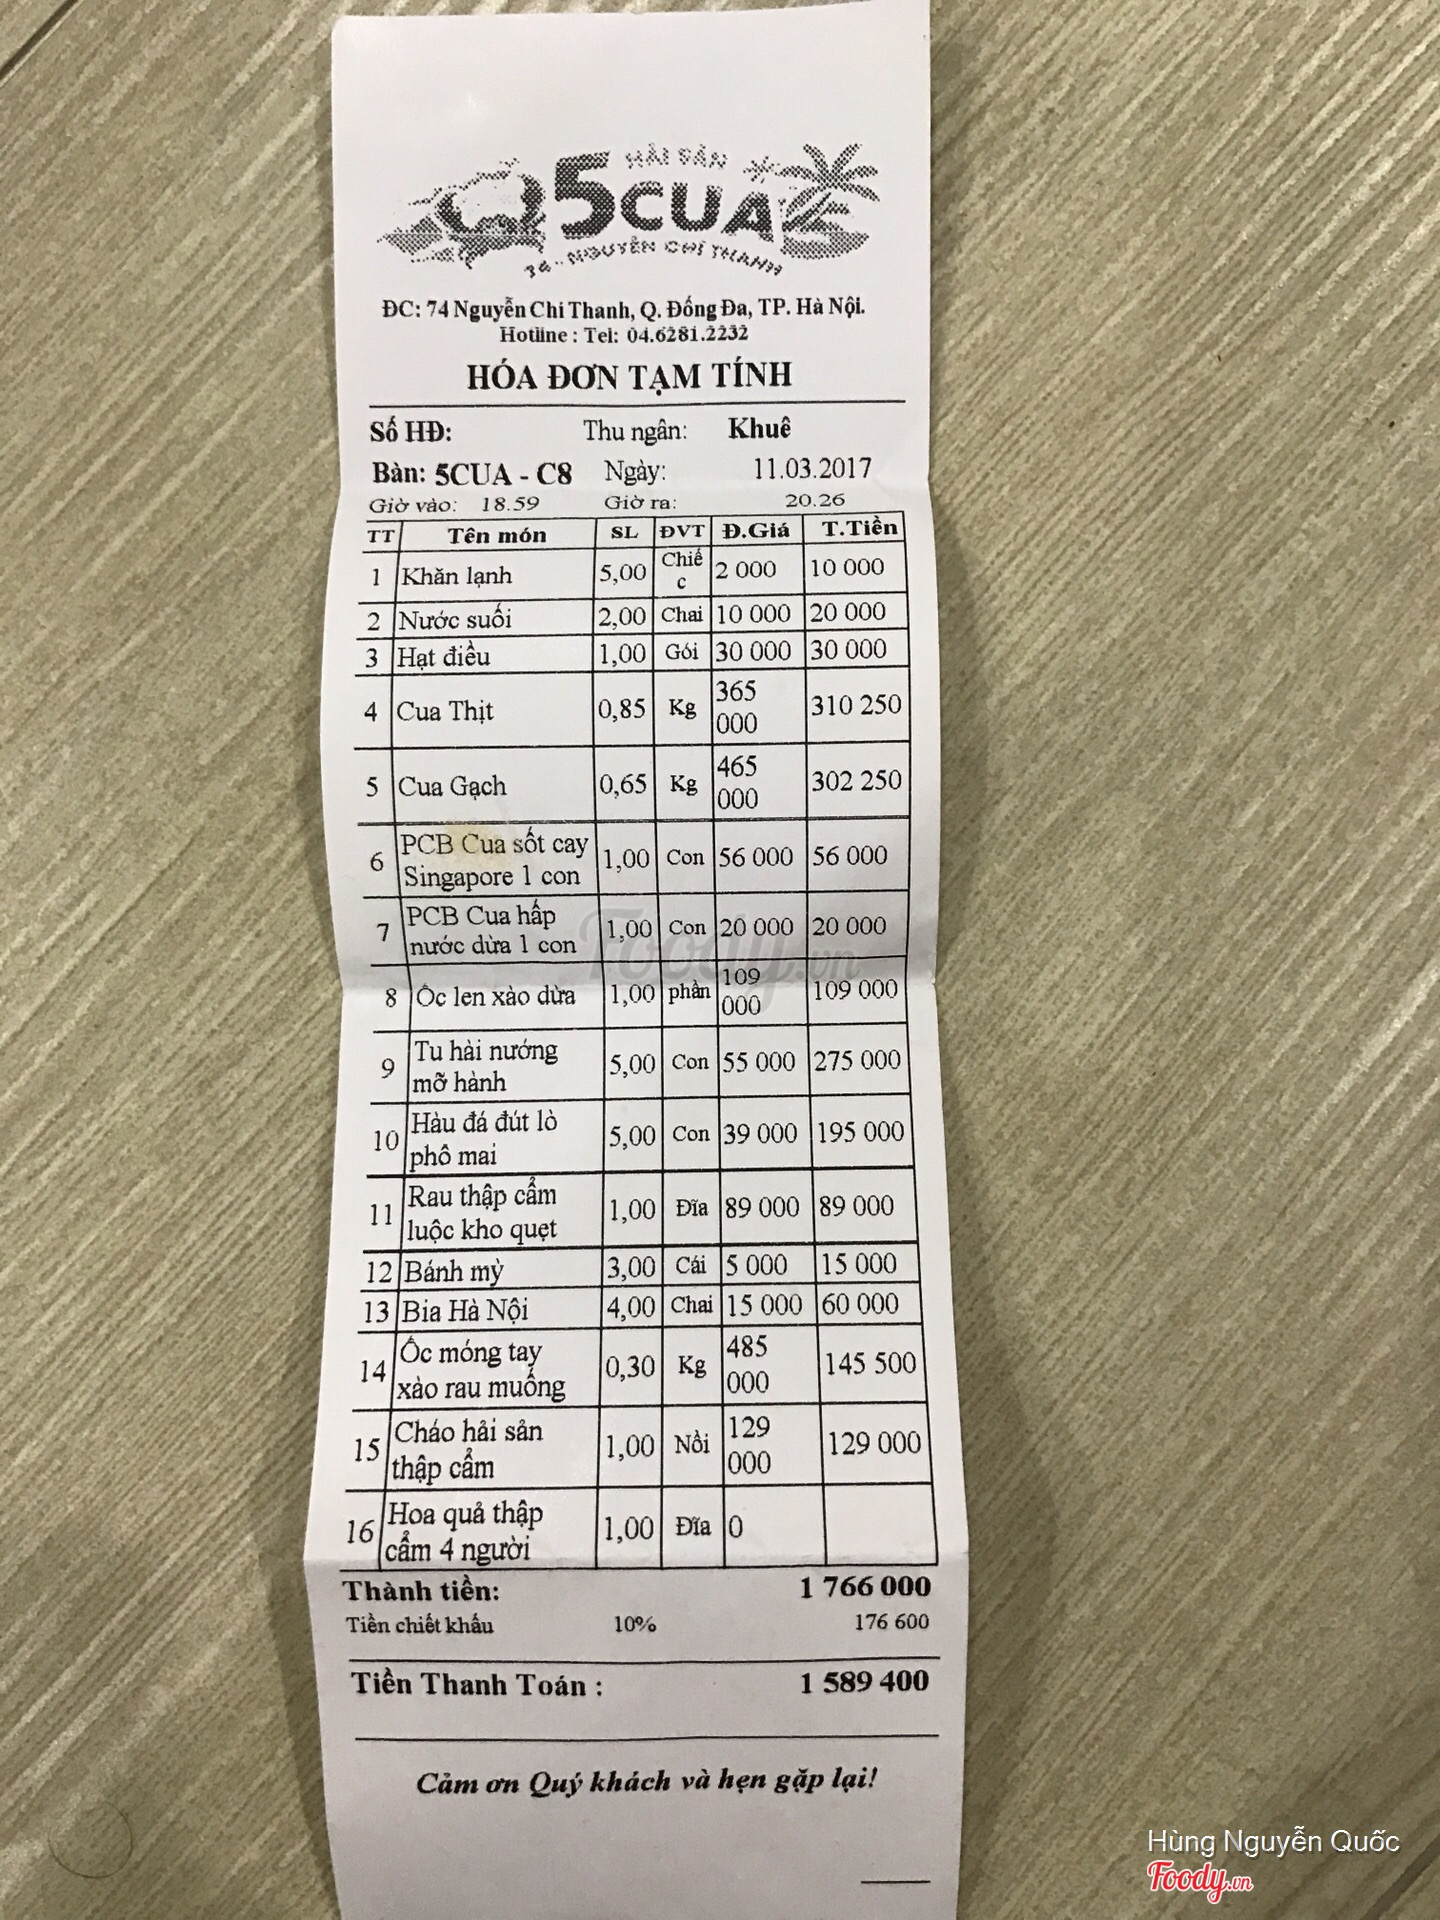 HẢI SẢN
5CUA
34 - NGUYỄN CHÍ THANH
ĐC: 74 Nguyễn Chí Thanh, Q. Đống Đa, TP. Hà Nội.
Hotline : Tel: 04.6281.2232
HÓA ĐƠN TẠM TÍNH
Số HĐ: Thu ngân: Khuê
Bàn: 5CUA - C8 Ngày: 11.03.2017
Giờ vào: 18.59 Giờ ra: 20.26
TT Tên món SL ĐVT Đ.Giá T.Tiền
1 Khăn lạnh 5,00 Chiế 2 000 10 000
c
2 Nước suối 2,00 Chai 10 000 20 000
3 Hạt điều 1,00 Gói 30 000 30 000
4 Cua Thịt 0,85 Kg 365 310 250
000
5 Cua Gạch 0,65 Kg 465 302 250
000
6 PCB Cua sốt cay 1,00 Con 56 000 56 000
Singapore 1 con
7 PCB Cua hấp 1,00 Con 20 000 20 000
nước dừa 1 con
Foody.vn
8 Ốc len xào dừa 1,00 phần 109 109 000
000
9 Tu hài nướng 5,00 Con 55 000 275 000
mỡ hành
10 Hàu đá đút lò 5,00 Con 39 000 195 000
phô mai
11 Rau thập cẩm 1,00 Đĩa 89 000 89 000
luộc kho quẹt
12 Bánh mỳ 3,00 Cái 5 000 15 000
13 Bia Hà Nội 4,00 Chai 15 000 60 000
14 Ốc móng tay 0,30 Kg 485 145 500
xào rau muống 000
15 Cháo hải sản 1,00 Nồi 129 129 000
thập cẩm 000
16 Hoa quả thập 1,00 Đĩa 0
cẩm 4 người
Thành tiền: 1 766 000
Tiền chiết khấu 10% 176 600
Tiền Thanh Toán : 1 589 400
Cảm ơn Quý khách và hẹn gặp lại!
Hùng Nguyễn Quốc
Foody.vn